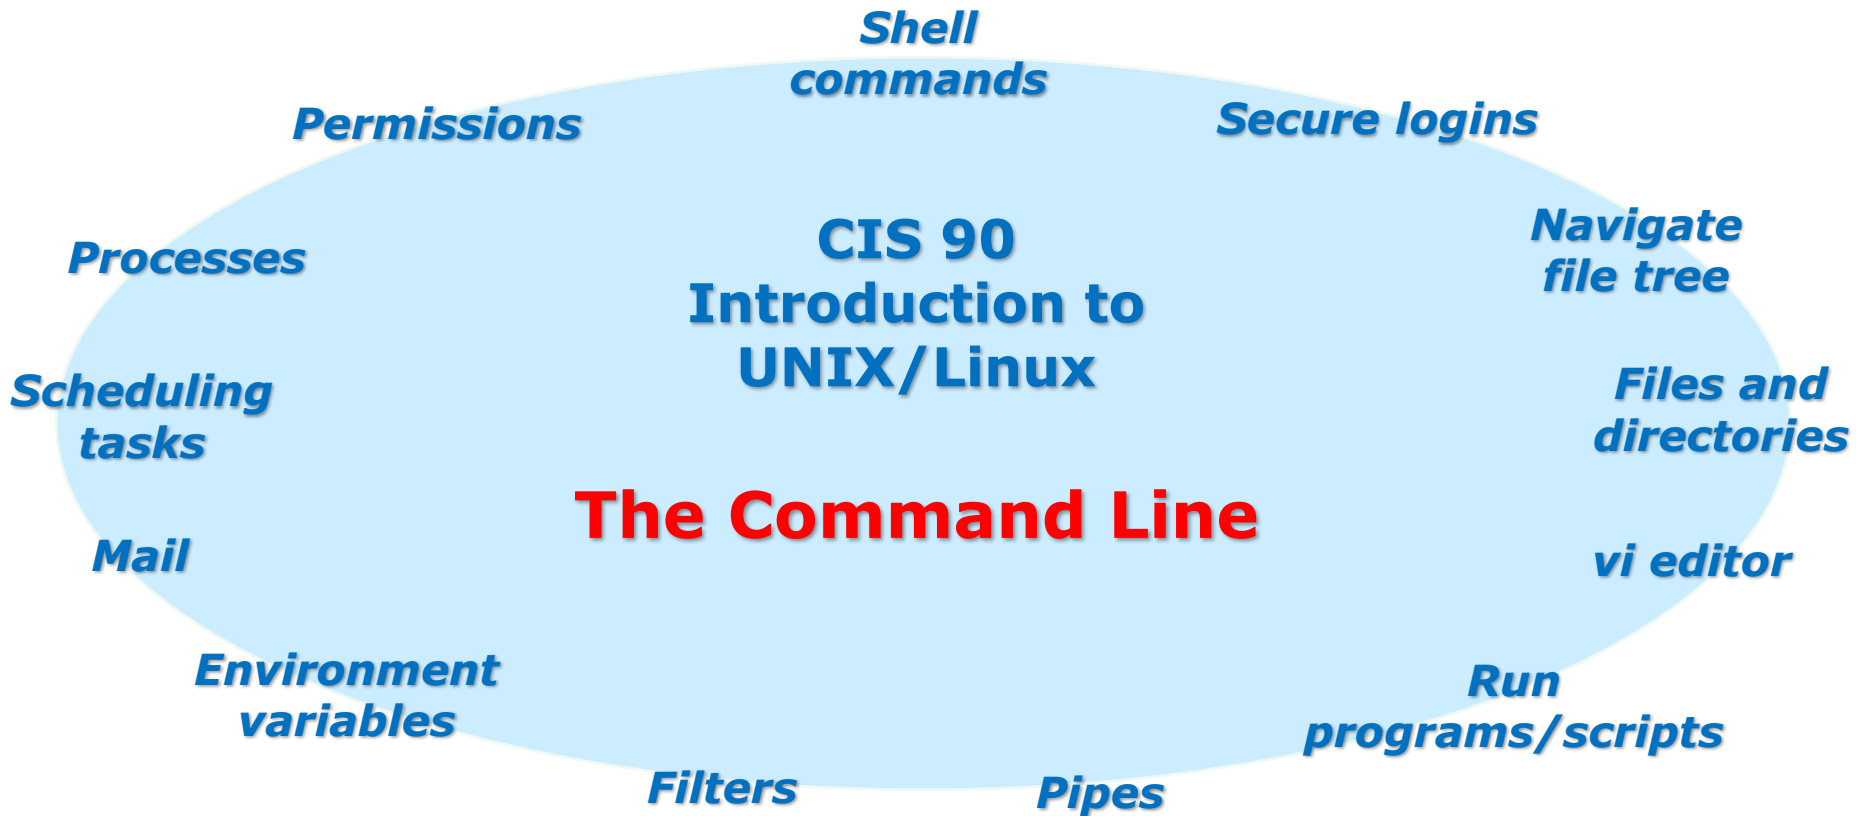 Shell
commands
Permissions
Secure logins
Processes
CIS 90
Introduction to
UNIX/Linux
Navigate
file tree
Scheduling
tasks
Files and
directories
The Command Line
Mail
vi editor
Environment
variables
Run
programs/scripts
Filters
Pipes